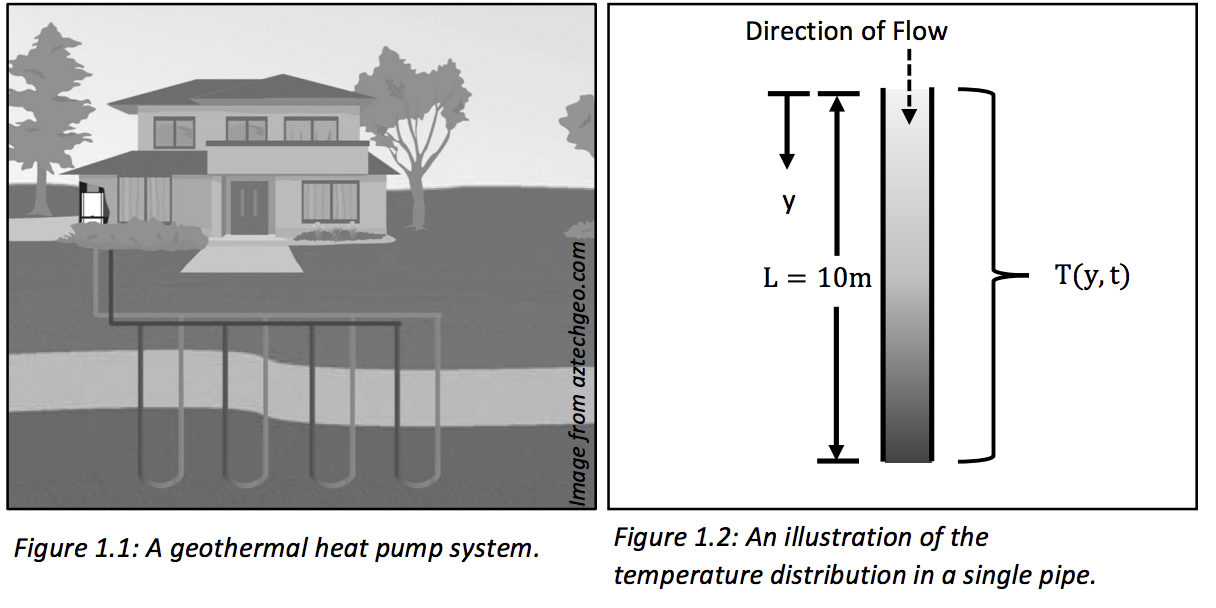 Image from aztechgeo.com
Figure 1.1: A geothermal heat pump system.
Direction of Flow
y
L = 10m
T(y, t)
Figure 1.2: An illustration of the
temperature distribution in a single pipe.